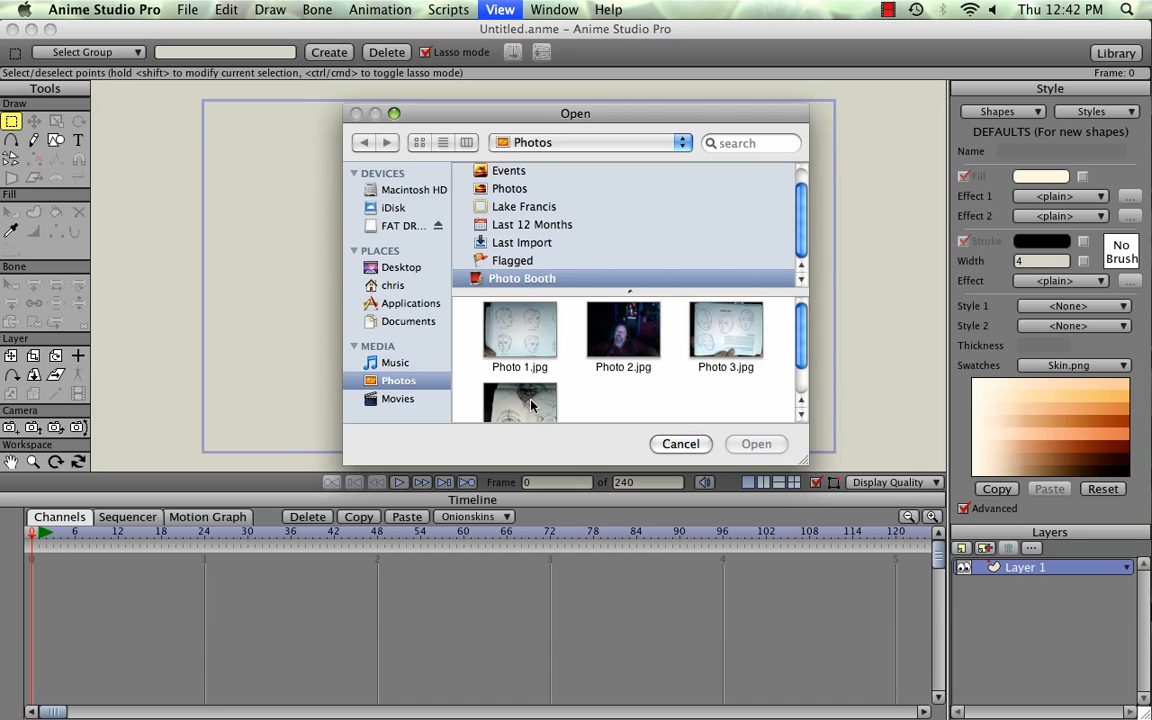 Anime Studio Pro File Edit Draw Bone Animation Scripts View Window Help Thu 12:42 PM
Untitled.anme – Anime Studio Pro
Select Group Create Delete Lasso mode Library
Select/deselect points (hold <shift> to modify current selection, <ctrl/cmd> to toggle lasso mode) Frame: 0
Tools
Draw
T
Fill
Bone
Layer
Camera
Workspace
Open
Photos
search
DEVICES
Macintosh HD
iDisk
FAT DR...
PLACES
Desktop
chris
Applications
Documents
MEDIA
Music
Photos
Movies
Events
Photos
Lake Francis
Last 12 Months
Last Import
Flagged
Photo Booth
Photo 1.jpg Photo 2.jpg Photo 3.jpg
Cancel Open
Style
Shapes Styles
DEFAULTS (For new shapes)
Name
Fill
Effect 1 <plain> ...
Effect 2 <plain> ...
Stroke
No Brush
Width 4
Effect <plain> ...
Style 1 <None>
Style 2 <None>
Thickness
Swatches Skin.png
Copy Paste Reset
Advanced
Layers
Layer 1
Frame 0 of 240 Display Quality
Timeline
Channels Sequencer Motion Graph Delete Copy Paste Onionskins
0 6 12 18 24 30 36 42 48 54 60 66 72 78 84 90 96 102 108 114 120
0 1 2 3 4 5